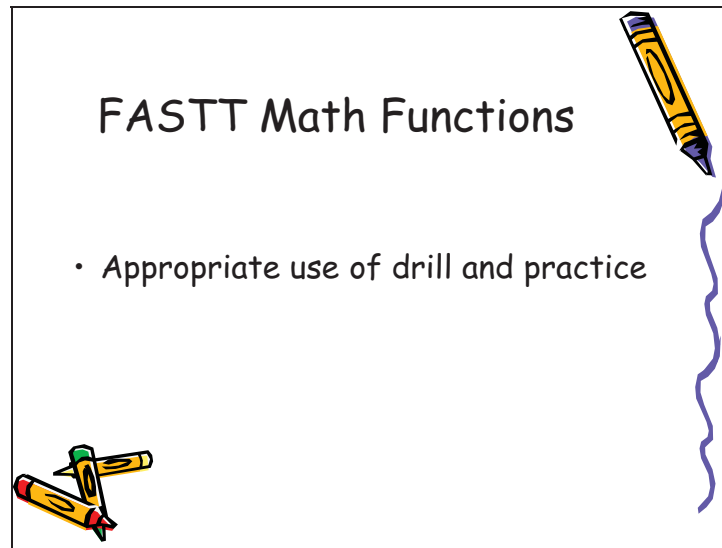 FASTT Math Functions
• Appropriate use of drill and practice